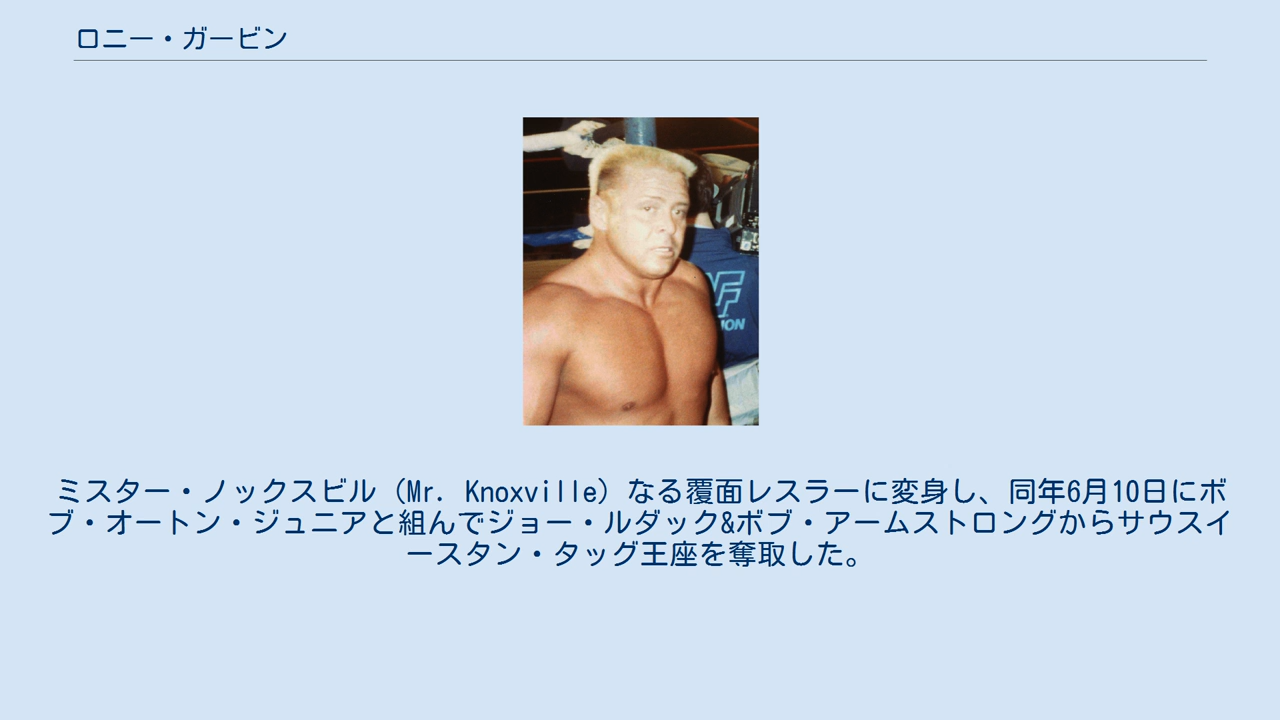 ロニー・ガービン
F
ION
ミスター・ノックスビル（Mr. Knoxville）なる覆面レスラーに変身し、同年6月10日にボ
ブ・オートン・ジュニアと組んでジョー・ルダック&ボブ・アームストロングからサウスイ
ースタン・タッグ王座を奪取した。